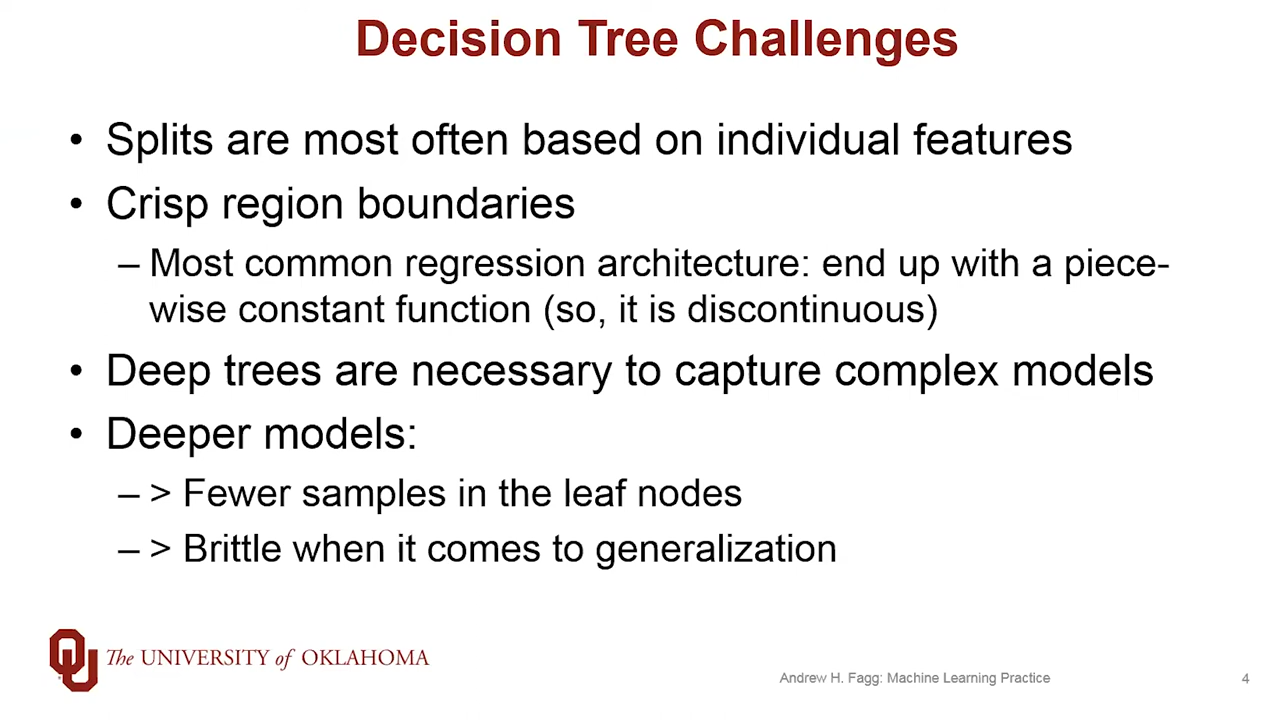 Decision Tree Challenges
• Splits are most often based on individual features
• Crisp region boundaries
– Most common regression architecture: end up with a piece-
wise constant function (so, it is discontinuous)
• Deep trees are necessary to capture complex models
• Deeper models:
– > Fewer samples in the leaf nodes
– > Brittle when it comes to generalization
OU The UNIVERSITY of OKLAHOMA
Andrew H. Fagg: Machine Learning Practice
4